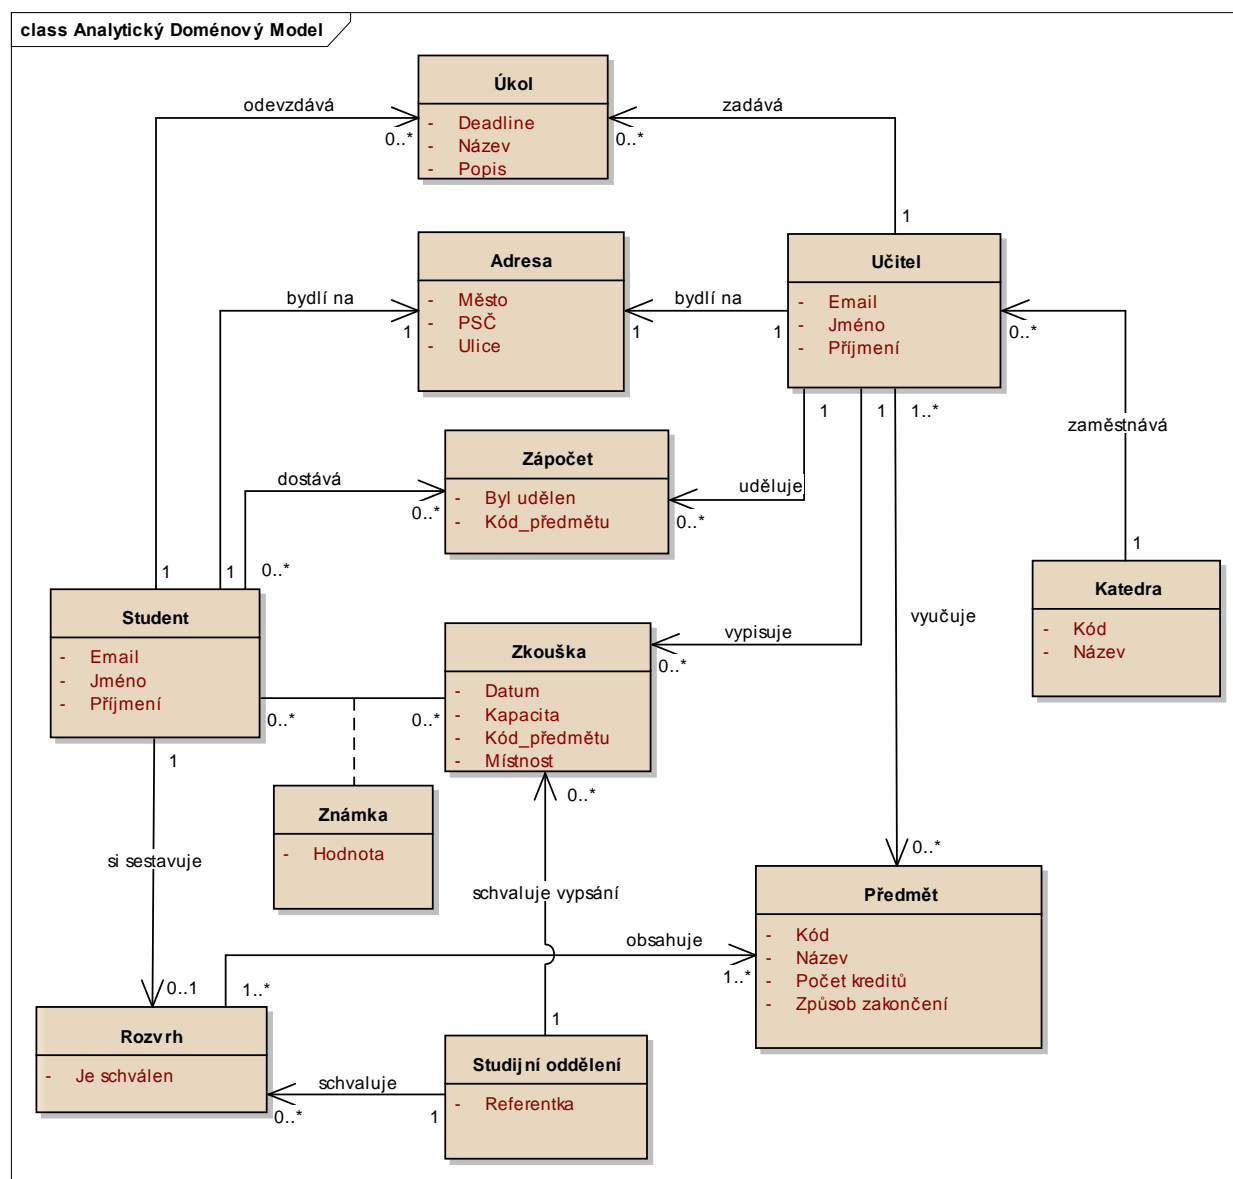 class Analytický Doménový Model
Úkol
- Deadline
- Název
- Popis
odevzdává
0..*
zadává
0..*
1
Adresa
- Město
- PSČ
- Ulice
bydlí na
1
bydlí na
1
1
Učitel
- Email
- Jméno
- Příjmení
0..*
zaměstnává
1
1
1
1..*
Zápočet
- Byl udělen
- Kód_předmětu
dostává
0..*
uděluje
0..*
1
1
0..*
Student
- Email
- Jméno
- Příjmení
Katedra
- Kód
- Název
vyučuje
Zkouška
- Datum
- Kapacita
- Kód_předmětu
- Místnost
vypisuje
0..*
0..*
0..*
1
0..*
Známka
- Hodnota
si sestavuje
0..1
schvaluje vypsání
1
0..*
Předmět
- Kód
- Název
- Počet kreditů
- Způsob zakončení
obsahuje
1..*
1..*
Rozvrh
- Je schválen
Studijní oddělení
- Referentka
schvaluje
0..*
1